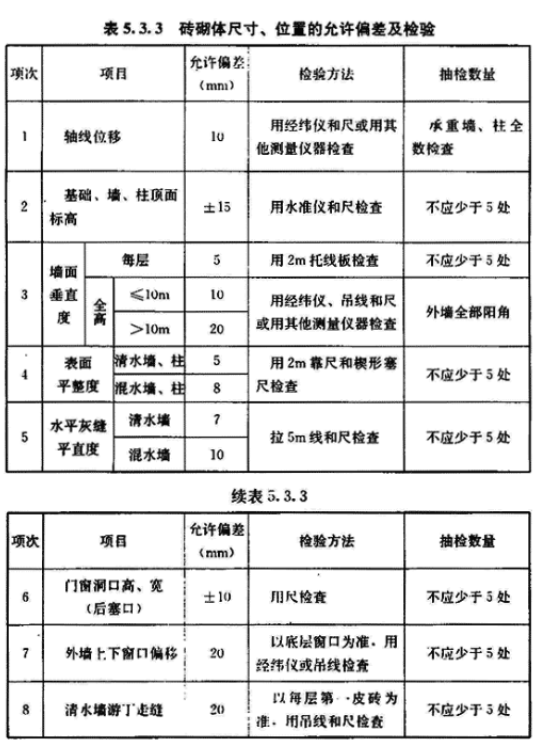 表 5.3.3 砖砌体尺寸、位置的允许偏差及检验
项次 项目 允许偏差 (mm) 检验方法 抽检数量
1 轴线位移 10 用经纬仪和尺或用其 承重墙、柱全
他测量仪器检查 数检查
2 基础、墙、柱顶面 ±15 用水准仪和尺检查 不应少于 5 处
标高
3 墙面垂直度 每层 5 用 2m 托线板检查 不应少于 5 处
全高 ≤10m 10 用经纬仪、吊线和尺 外墙全部阳角
>10m 20 或用其他测量仪器检查
4 表面平整度 清水墙、柱 5 用 2m 靠尺和楔形塞 不应少于 5 处
混水墙、柱 8 尺检查
5 水平灰缝平直度 清水墙 7 拉 5m 线和尺检查 不应少于 5 处
混水墙 10
续表 5.3.3
项次 项目 允许偏差 (mm) 检验方法 抽检数量
6 门窗洞口高、宽 ±10 用尺检查 不应少于 5 处
(后塞口)
7 外墙上下窗口偏移 20 以底层窗口为准,用 不应少于 5 处
经纬仪或吊线检查
8 清水墙游丁走缝 20 以每层第一皮砖为 不应少于 5 处
准,用吊线和尺检查